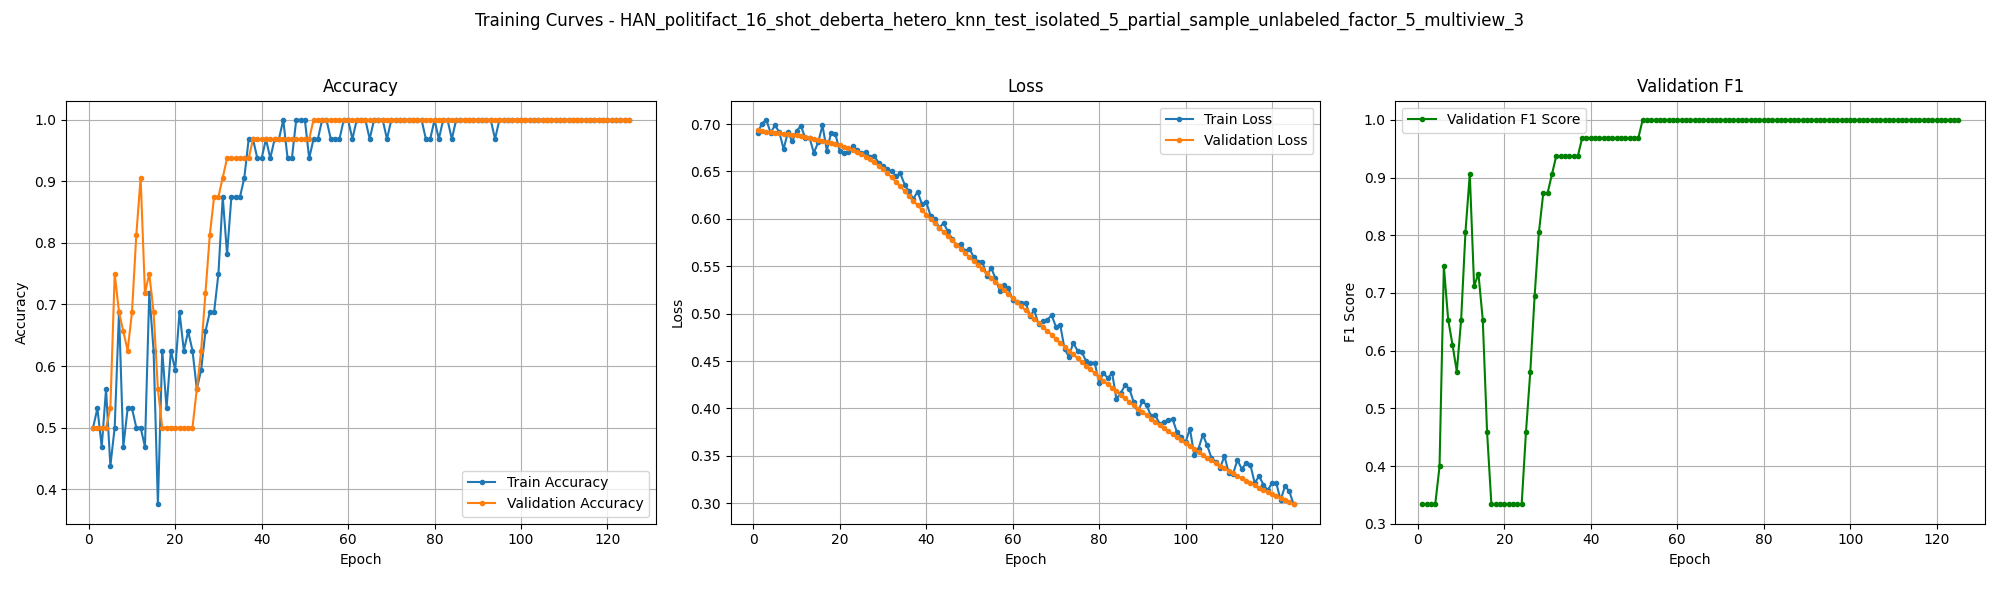 Training Curves - HAN_politifact_16_shot_deberta_hetero_knn_test_isolated_5_partial_sample_unlabeled_factor_5_multiview_3
Accuracy
1.0
0.9
0.8
0.7
0.6
0.5
0.4
Accuracy
0 20 40 60 80 100 120
Epoch
Train Accuracy
Validation Accuracy
Loss
0.70
0.65
0.60
0.55
0.50
0.45
0.40
0.35
0.30
Loss
0 20 40 60 80 100 120
Epoch
Train Loss
Validation Loss
Validation F1
1.0
0.9
0.8
0.7
0.6
0.5
0.4
0.3
F1 Score
0 20 40 60 80 100 120
Epoch
Validation F1 Score